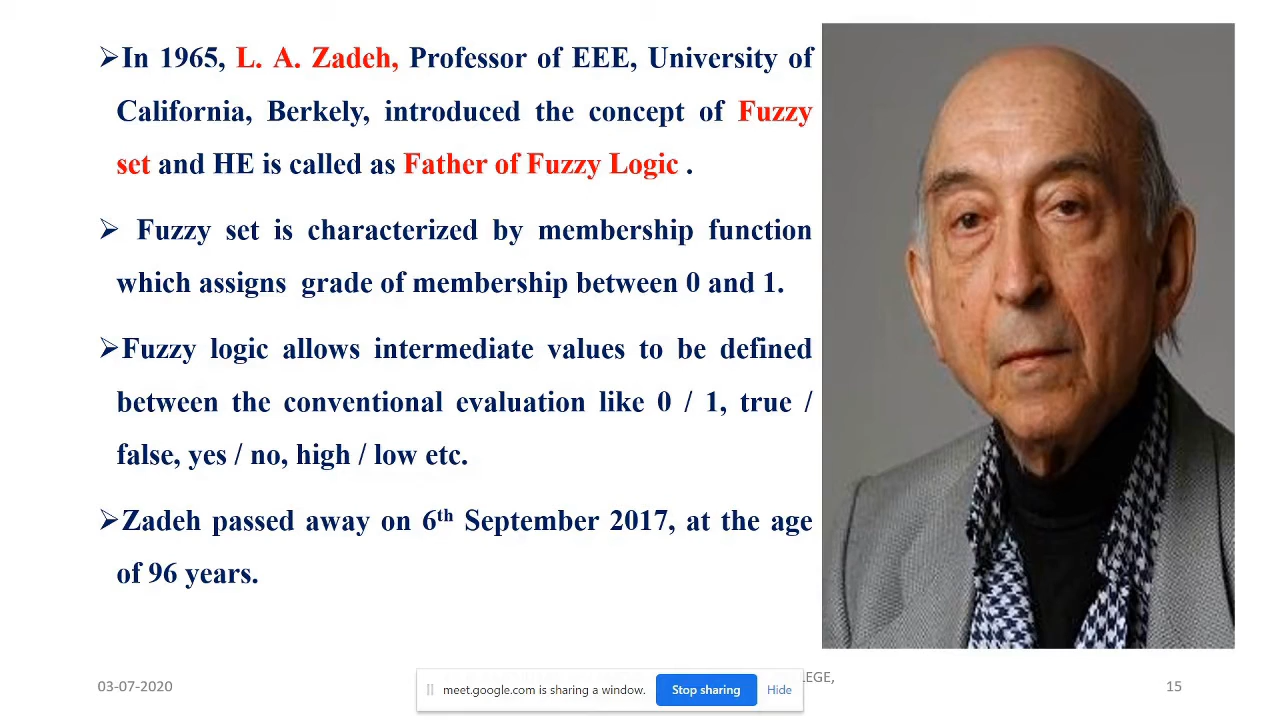 ➢In 1965, L. A. Zadeh, Professor of EEE, University of
California, Berkely, introduced the concept of Fuzzy
set and HE is called as Father of Fuzzy Logic .
➢ Fuzzy set is characterized by membership function
which assigns grade of membership between 0 and 1.
➢Fuzzy logic allows intermediate values to be defined
between the conventional evaluation like 0 / 1, true /
false, yes / no, high / low etc.
➢Zadeh passed away on 6th September 2017, at the age
of 96 years.
03-07-2020
meet.google.com is sharing a window. Stop sharing Hide
15